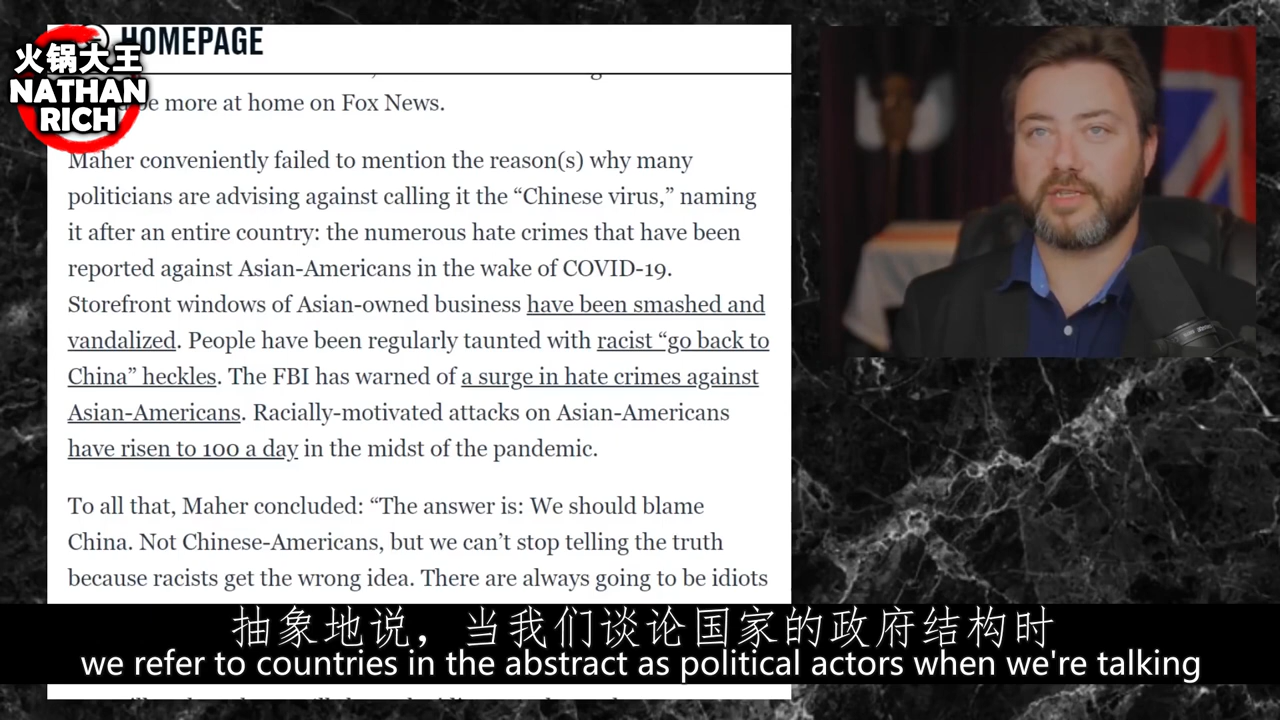 火锅大王
NATHAN
RICH
HOMEPAGE
be more at home on Fox News.
Maher conveniently failed to mention the reason(s) why many
politicians are advising against calling it the “Chinese virus,” naming
it after an entire country: the numerous hate crimes that have been
reported against Asian-Americans in the wake of COVID-19.
Storefront windows of Asian-owned business have been smashed and
vandalized. People have been regularly taunted with racist “go back to
China” heckles. The FBI has warned of a surge in hate crimes against
Asian-Americans. Racially-motivated attacks on Asian-Americans
have risen to 100 a day in the midst of the pandemic.
To all that, Maher concluded: “The answer is: We should blame
China. Not Chinese-Americans, but we can’t stop telling the truth
because racists get the wrong idea. There are always going to be idiots
抽象地说，当我们谈论国家的政府结构时
we refer to countries in the abstract as political actors when we're talking